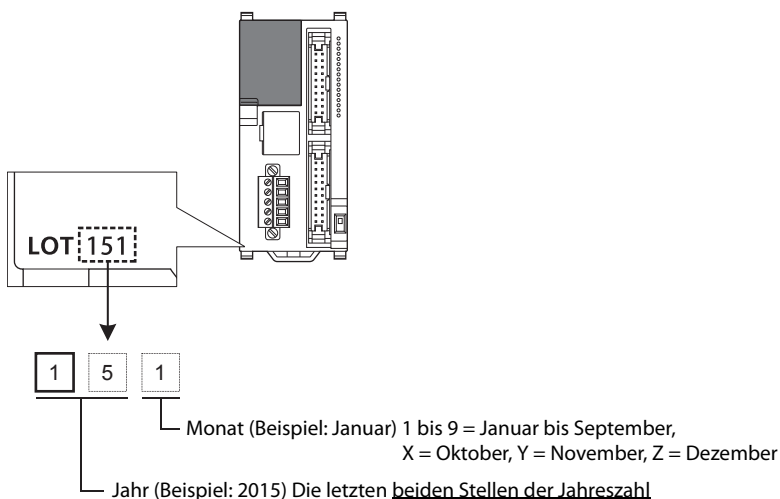 LOT 151
1 5 1
Monat (Beispiel: Januar) 1 bis 9 = Januar bis September,
X = Oktober, Y = November, Z = Dezember
Jahr (Beispiel: 2015) Die letzten beiden Stellen der Jahreszahl